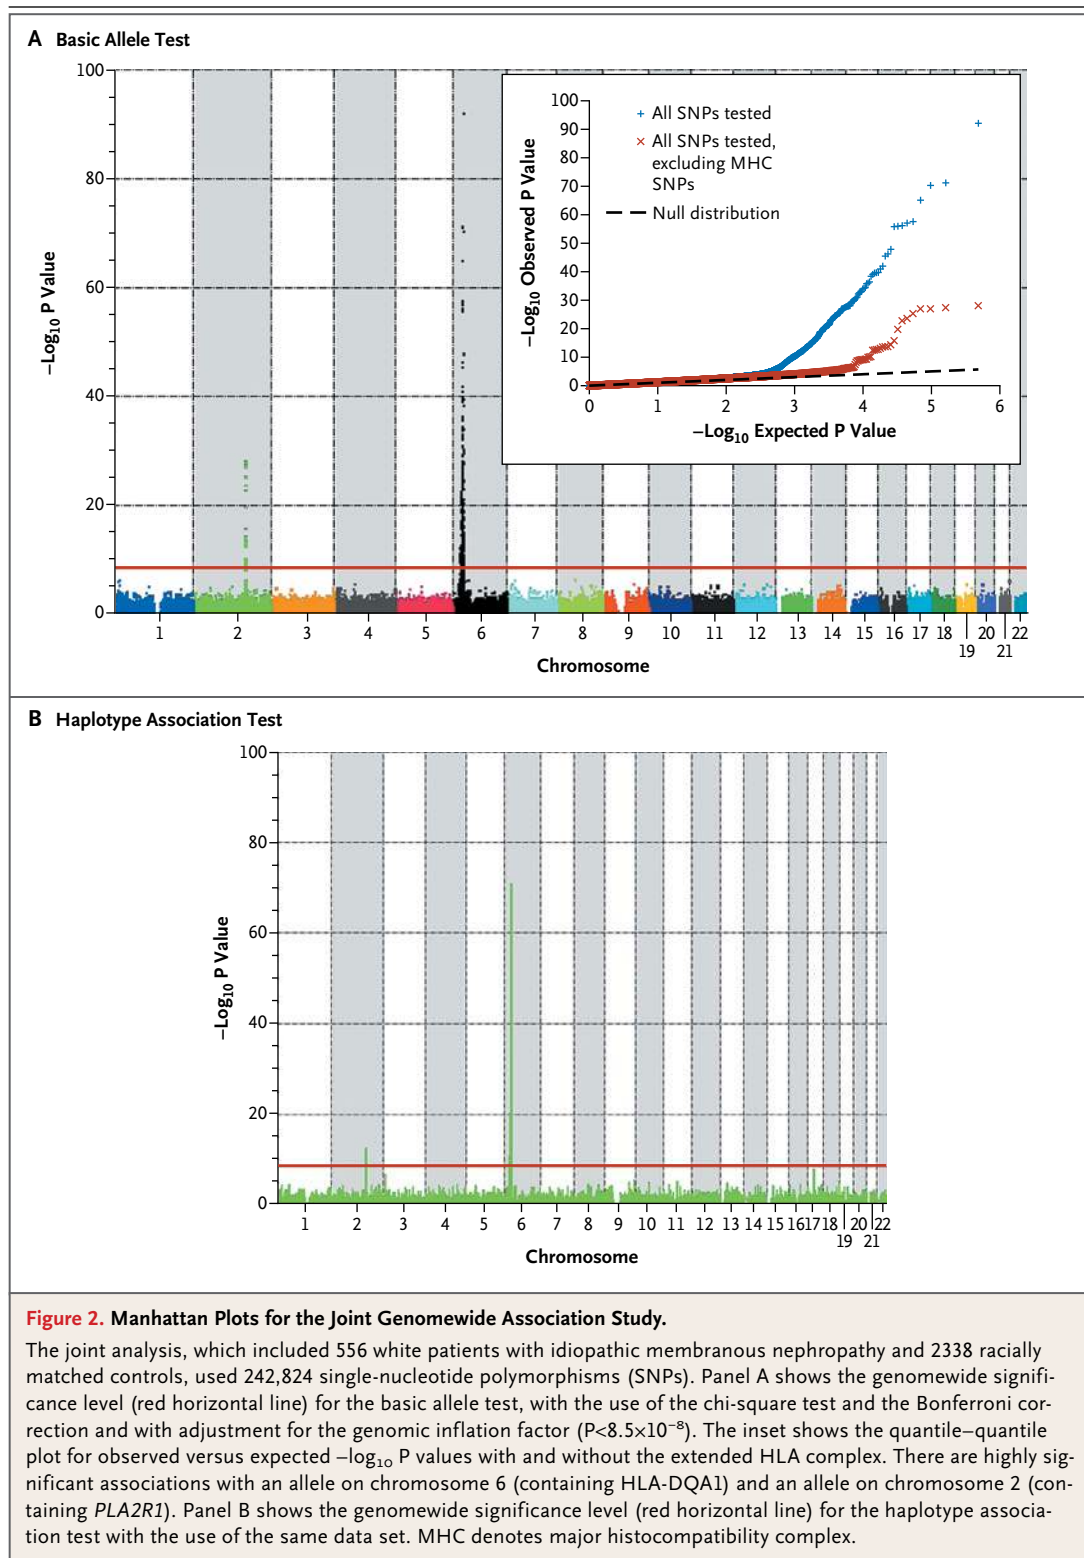 A Basic Allele Test
100
80
60
40
20
0
−Log10 P Value
1 2 3 4 5 6 7 8 9 10 11 12 13 14 15 16 17 18 19 20 21 22
Chromosome
100
90
80
70
60
50
40
30
20
10
0
−Log10 Observed P Value
+ All SNPs tested
× All SNPs tested,
excluding MHC
SNPs
Null distribution
0 1 2 3 4 5 6
−Log10 Expected P Value
B Haplotype Association Test
100
80
60
40
20
0
−Log10 P Value
1 2 3 4 5 6 7 8 9 10 11 12 13 14 15 16 17 18 19 20 21 22
Chromosome
Figure 2. Manhattan Plots for the Joint Genomewide Association Study.
The joint analysis, which included 556 white patients with idiopathic membranous nephropathy and 2338 racially
matched controls, used 242,824 single-nucleotide polymorphisms (SNPs). Panel A shows the genomewide signifi-
cance level (red horizontal line) for the basic allele test, with the use of the chi-square test and the Bonferroni cor-
rection and with adjustment for the genomic inflation factor (P<8.5×10−8). The inset shows the quantile–quantile
plot for observed versus expected −log10 P values with and without the extended HLA complex. There are highly sig-
nificant associations with an allele on chromosome 6 (containing HLA-DQA1) and an allele on chromosome 2 (con-
taining PLA2R1). Panel B shows the genomewide significance level (red horizontal line) for the haplotype associa-
tion test with the use of the same data set. MHC denotes major histocompatibility complex.